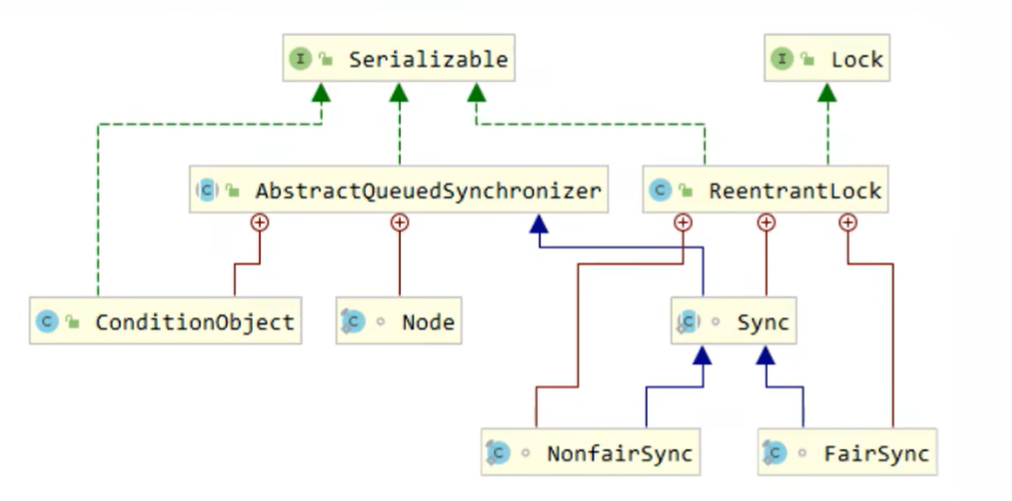 I Serializable
I Lock
C AbstractQueuedSynchronizer
C ReentrantLock
C ConditionObject
C Node
C Sync
C NonfairSync
C FairSync